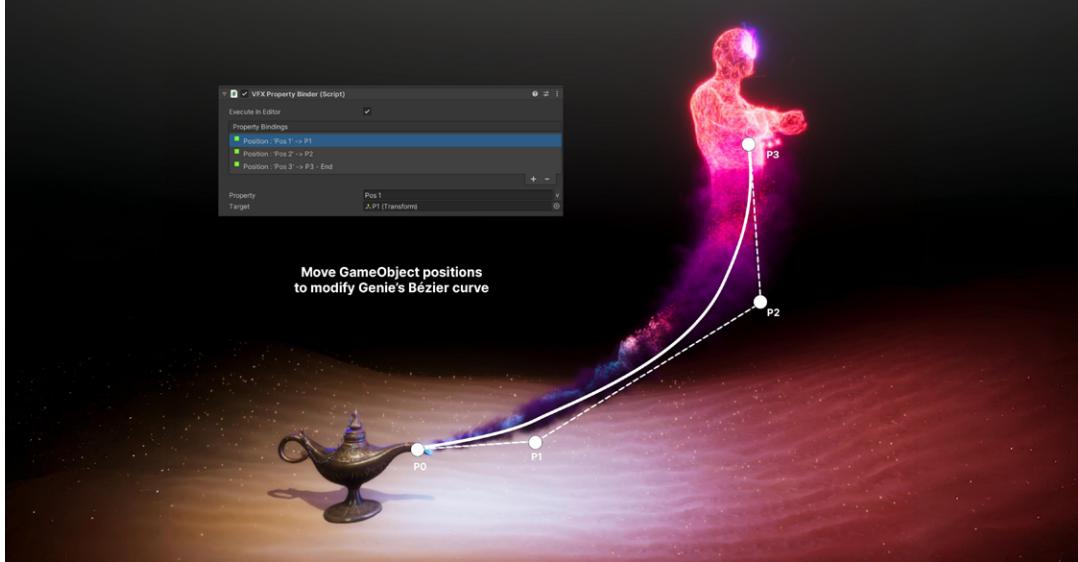 VFX Property Binder (Script)
Execute In Editor
Property Bindings
Position : 'Pos 1' -> P1
Position : 'Pos 2' -> P2
Position : 'Pos 3' -> P3 - End
+ -
Property Pos 1
Target P1 (Transform)
Move GameObject positions
to modify Genie's Bézier curve
P3
P2
P1
P0